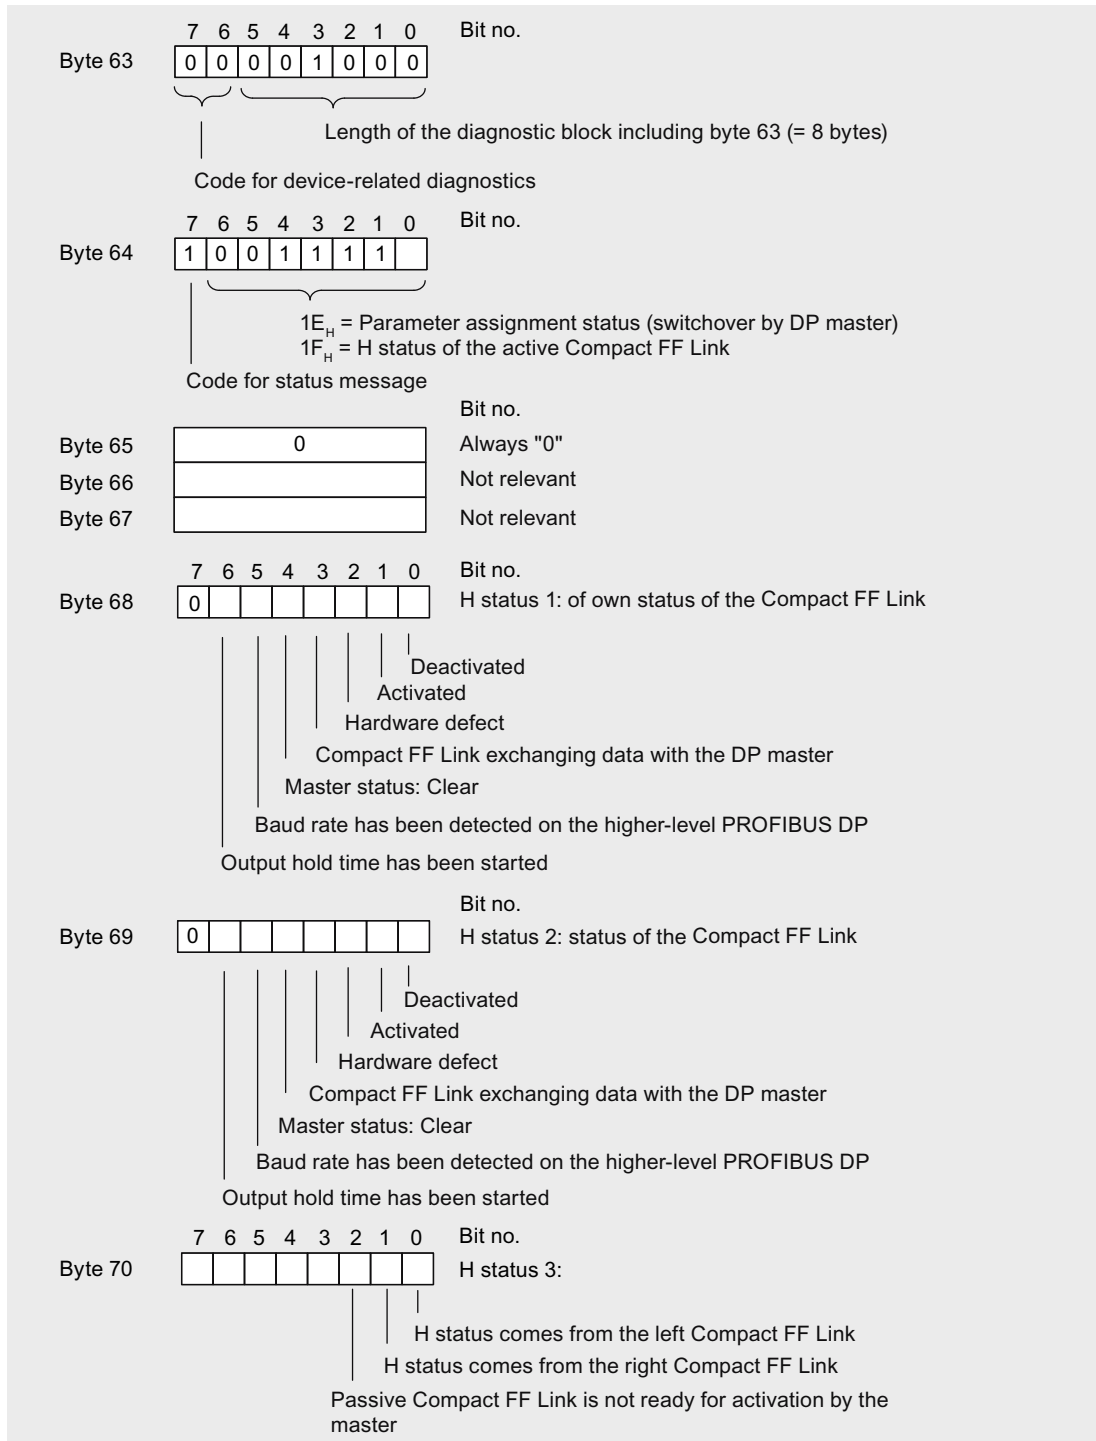 7 6 5 4 3 2 1 0 Bit no.
Byte 63 0 0 0 0 1 0 0 0
Length of the diagnostic block including byte 63 (= 8 bytes)
Code for device-related diagnostics
7 6 5 4 3 2 1 0 Bit no.
Byte 64 1 0 0 1 1 1 1
1E H = Parameter assignment status (switchover by DP master)
1F H = H status of the active Compact FF Link
Code for status message
Bit no.
Byte 65 0 Always "0"
Byte 66 Not relevant
Byte 67 Not relevant
7 6 5 4 3 2 1 0 Bit no.
Byte 68 0 H status 1: of own status of the Compact FF Link
Deactivated
Activated
Hardware defect
Compact FF Link exchanging data with the DP master
Master status: Clear
Baud rate has been detected on the higher-level PROFIBUS DP
Output hold time has been started
Bit no.
Byte 69 0 H status 2: status of the Compact FF Link
Deactivated
Activated
Hardware defect
Compact FF Link exchanging data with the DP master
Master status: Clear
Baud rate has been detected on the higher-level PROFIBUS DP
Output hold time has been started
7 6 5 4 3 2 1 0 Bit no.
Byte 70 H status 3:
H status comes from the left Compact FF Link
H status comes from the right Compact FF Link
Passive Compact FF Link is not ready for activation by the
master